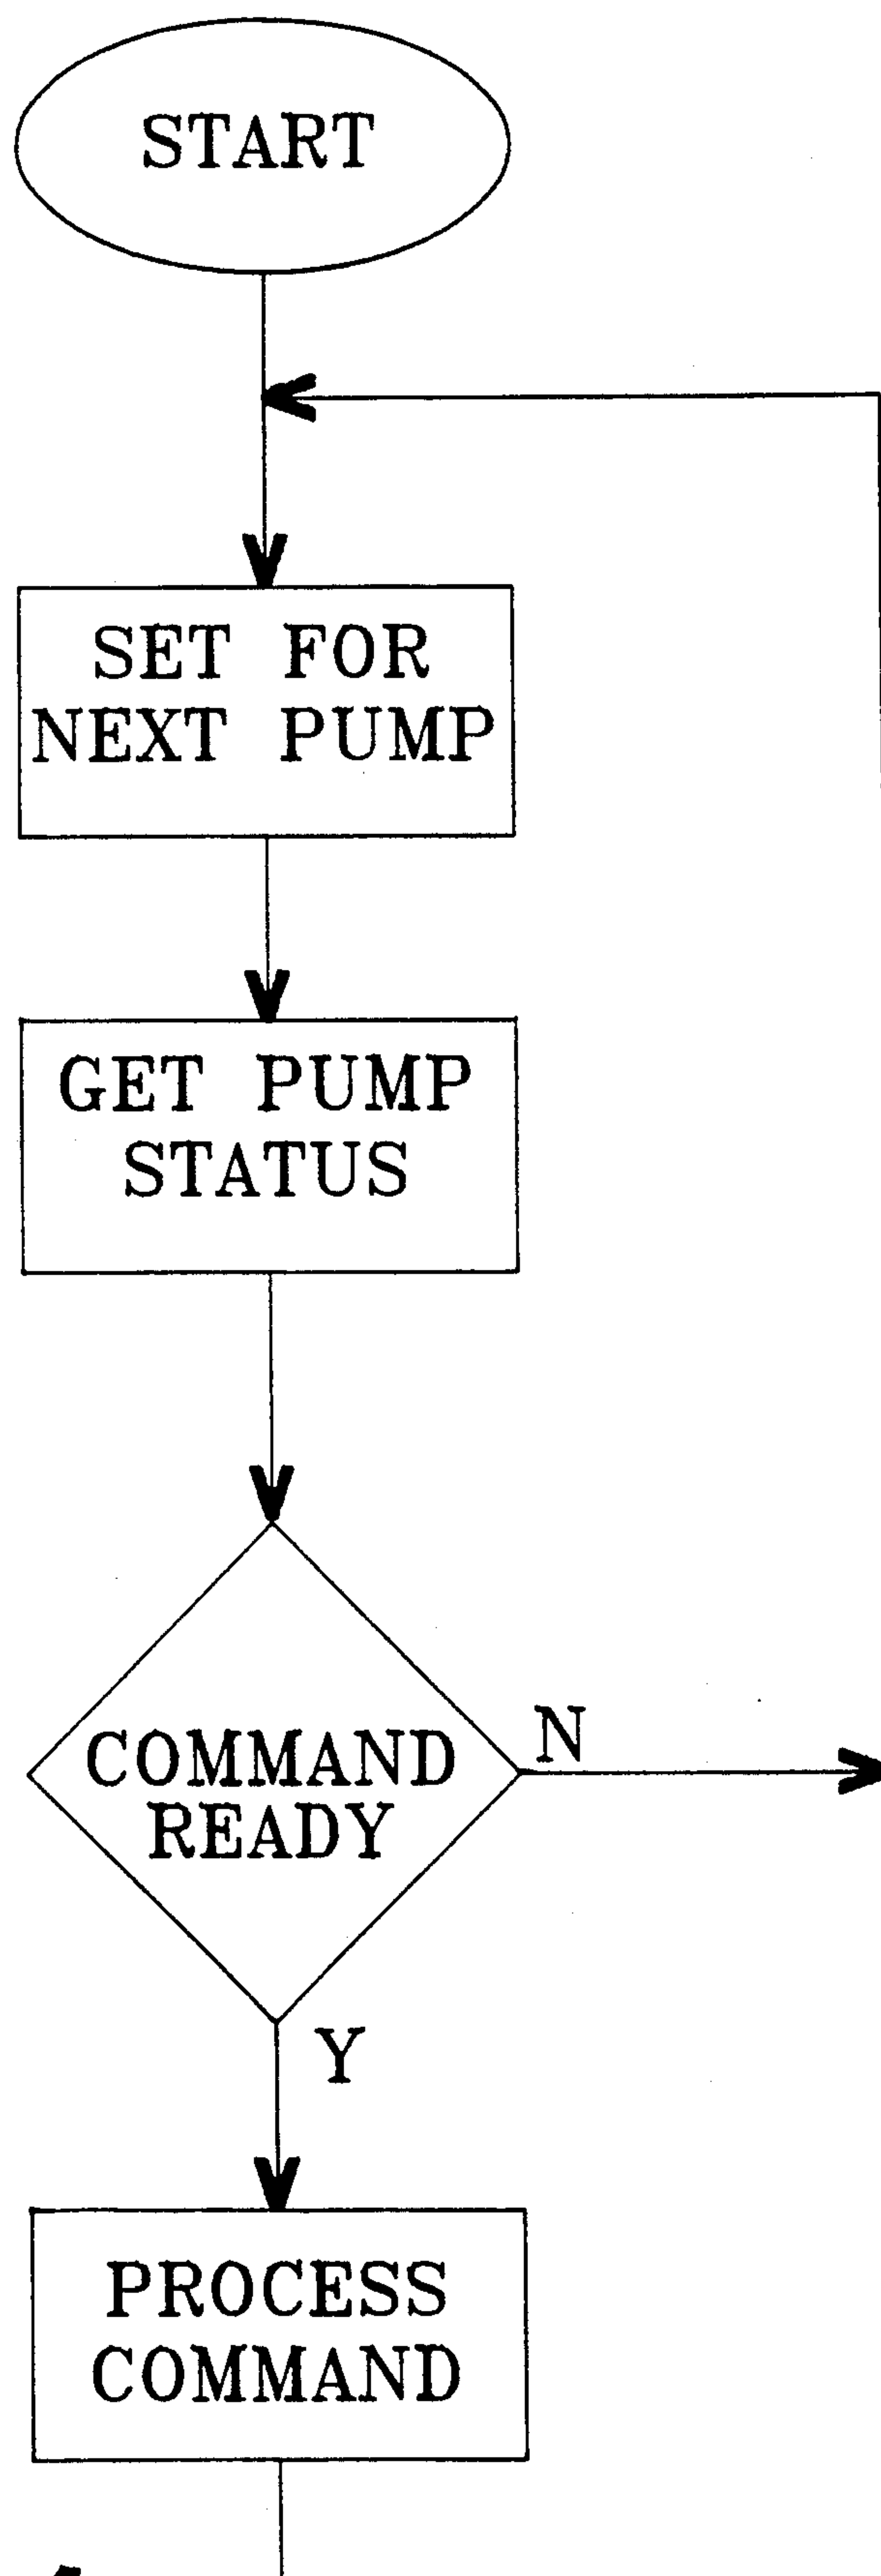 START
SET FOR
NEXT PUMP
GET PUMP
STATUS
COMMAND
READY
N
Y
PROCESS
COMMAND